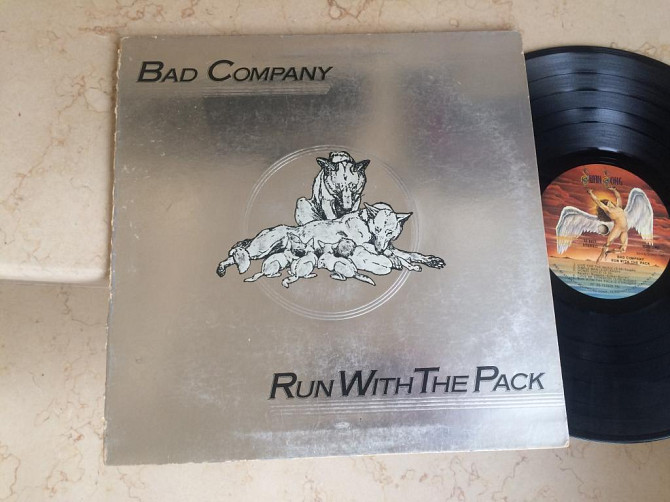 BAD COMPANY
RUN WITH THE PACK
SWAN SONG
BAD COMPANY
RUN WITH THE PACK